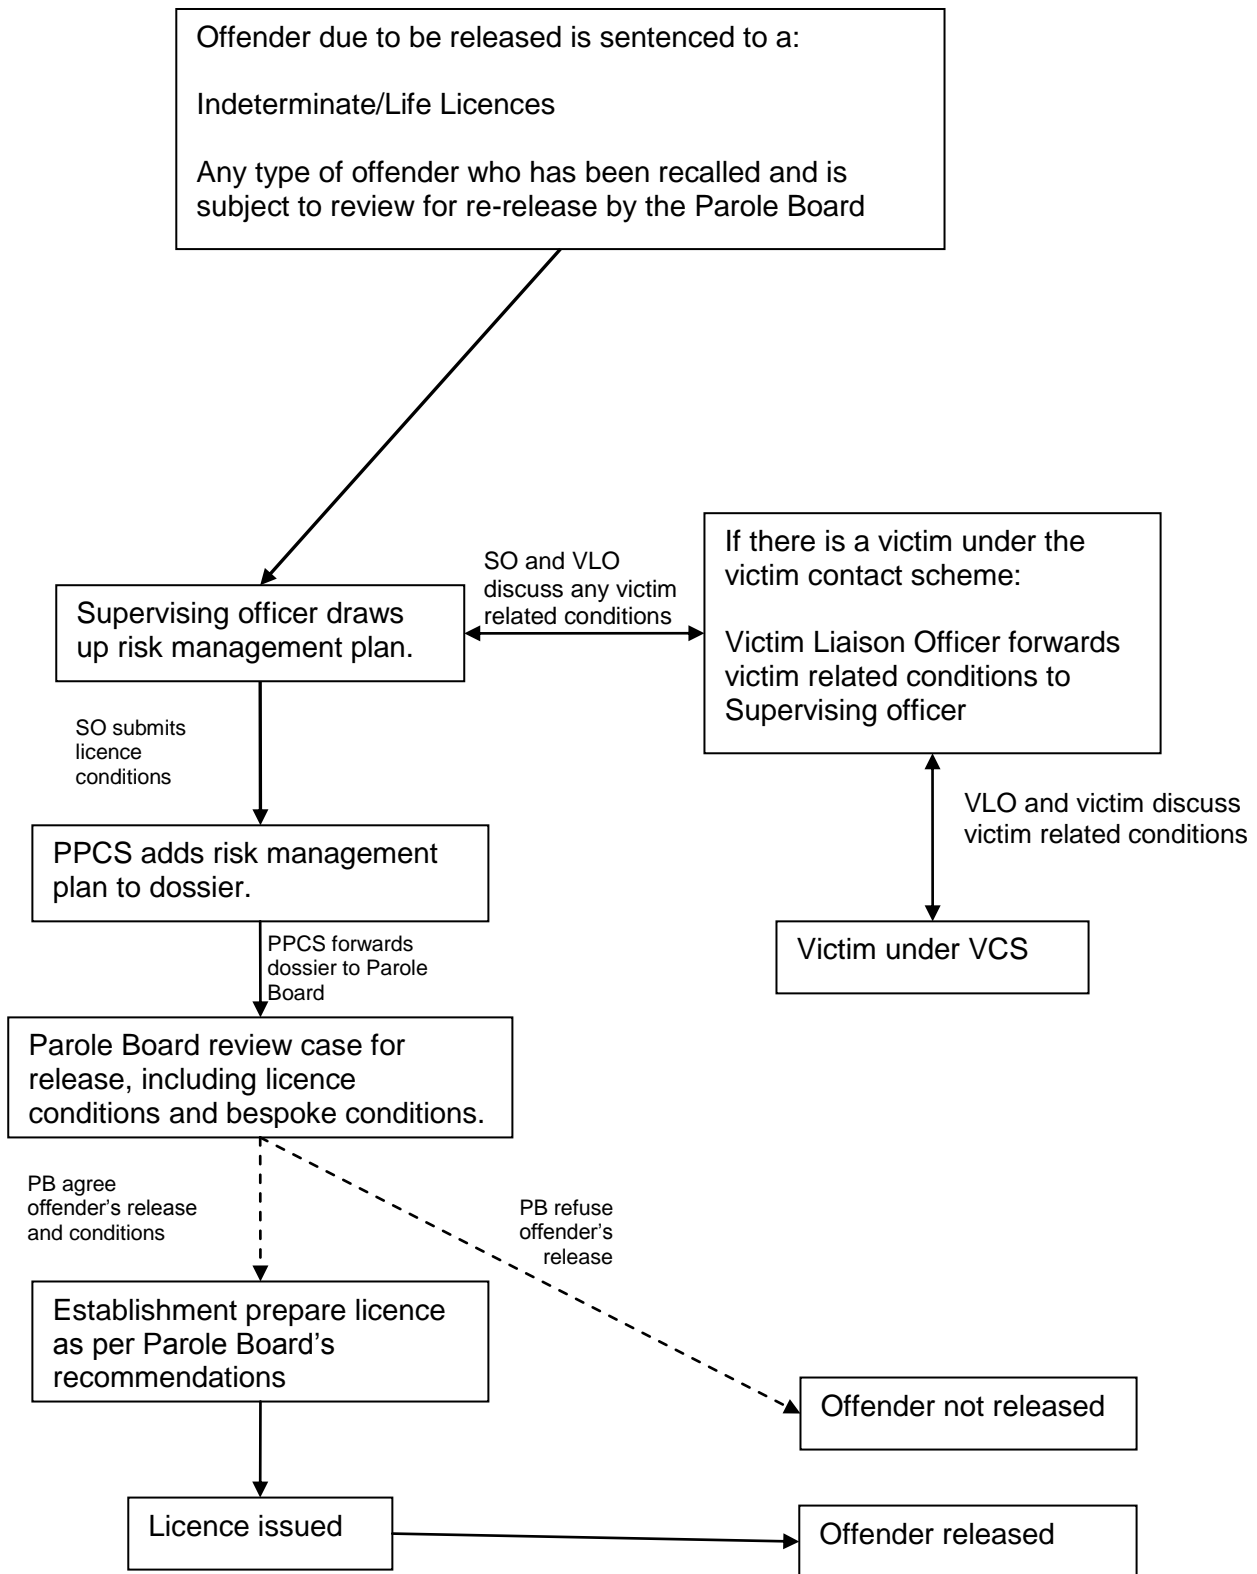 Offender due to be released is sentenced to a:
Indeterminate/Life Licences
Any type of offender who has been recalled and is
subject to review for re-release by the Parole Board
Supervising officer draws
up risk management plan.
SO and VLO
discuss any victim
related conditions
If there is a victim under the
victim contact scheme:
Victim Liaison Officer forwards
victim related conditions to
Supervising officer
SO submits
licence
conditions
VLO and victim discuss
victim related conditions
PPCS adds risk management
plan to dossier.
Victim under VCS
PPCS forwards
dossier to Parole
Board
Parole Board review case for
release, including licence
conditions and bespoke conditions.
PB agree
offender’s release
and conditions
PB refuse
offender’s
release
Establishment prepare licence
as per Parole Board’s
recommendations
Offender not released
Licence issued
Offender released